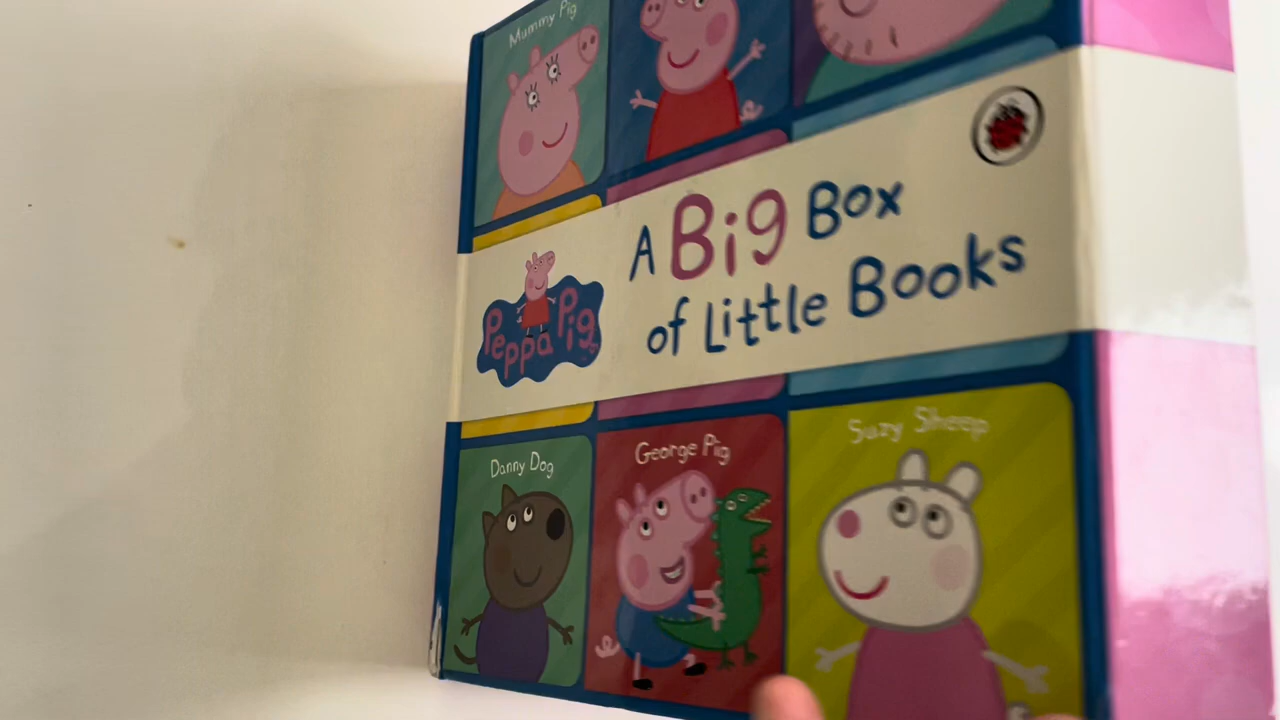 Mummy Pig
A Big Box
of Little Books
Peppa Pig
Danny Dog
George Pig
Suzy Sheep